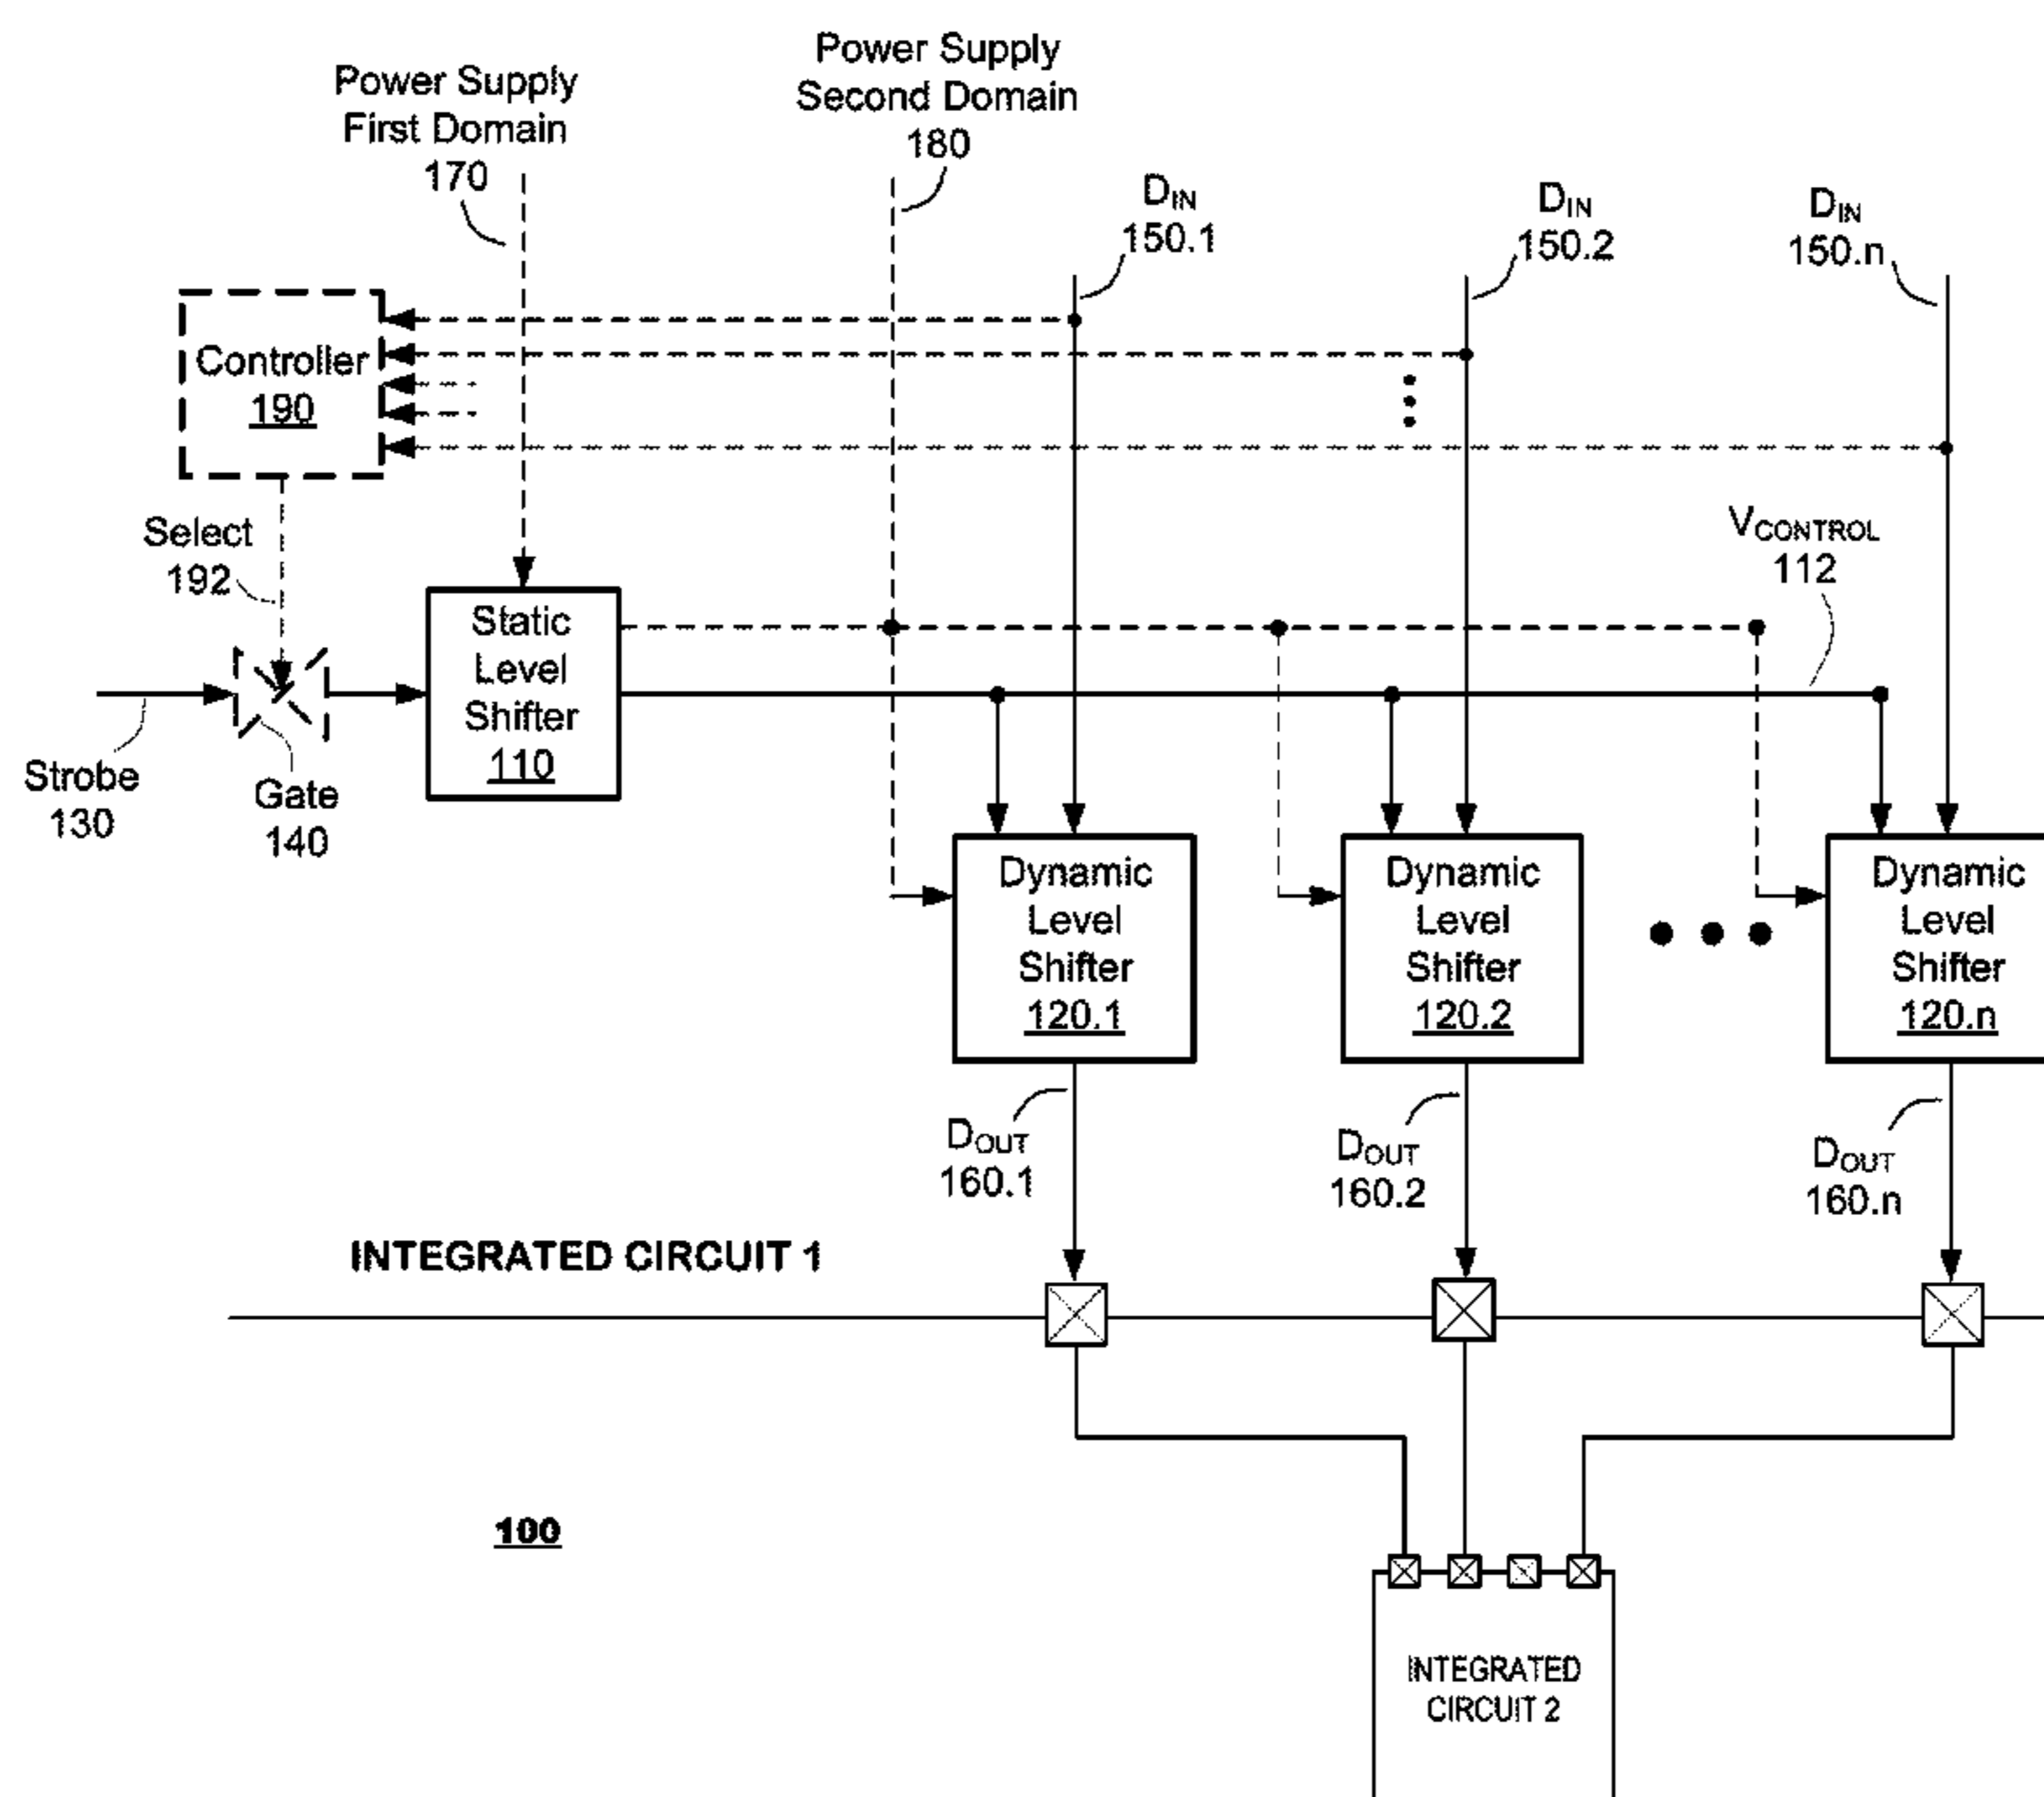 Power Supply
First Domain
170
Power Supply
Second Domain
180
DIN
150.1
DIN
150.2
DIN
150.n
Controller
190
Select
192
VCONTROL
112
Static
Level
Shifter
110
Strobe
130
Gate
140
Dynamic
Level
Shifter
120.1
Dynamic
Level
Shifter
120.2
Dynamic
Level
Shifter
120.n
DOUT
160.1
DOUT
160.2
DOUT
160.n
INTEGRATED CIRCUIT 1
100
INTEGRATED
CIRCUIT 2